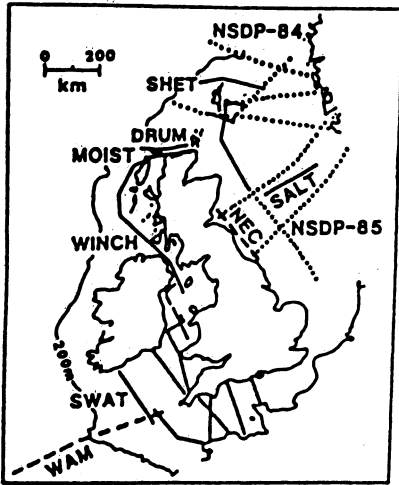 NSDP-84
0 200
km
SHET
DRUM
MOIST
SALT
NEC
NSDP-85
WINCH
200m
SWAT
WAM